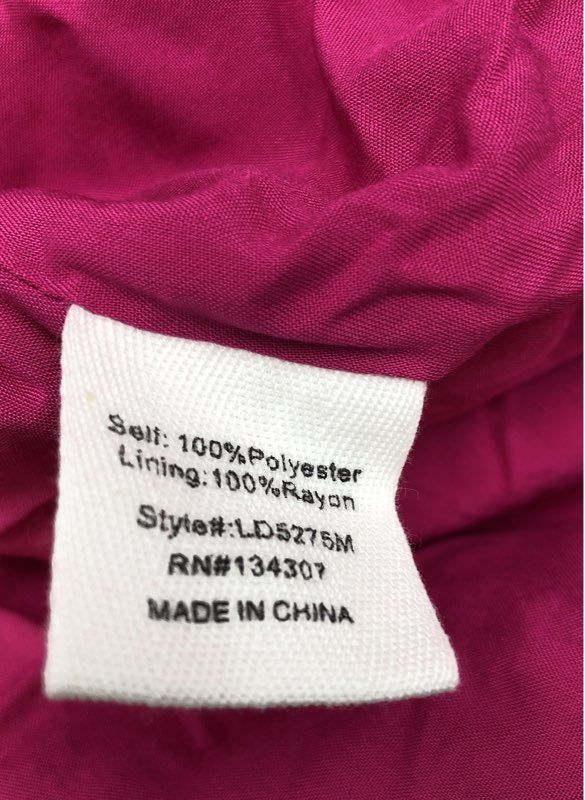 Self: 100%Polyester
Lining:100%Rayon
Style#:LD5275M
RN#134307
MADE IN CHINA